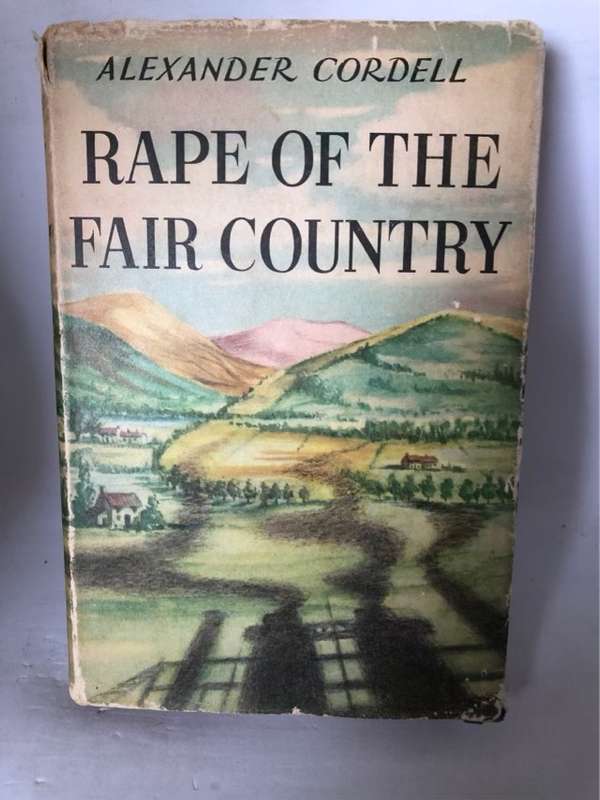 ALEXANDER CORDELL
RAPE OF THE
FAIR COUNTRY